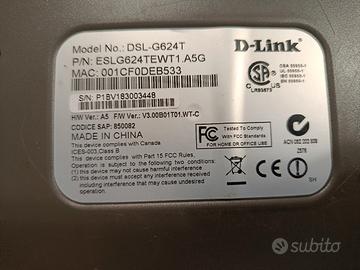 Model No.: DSL-G624T
D-Link
P/N: ESLG624TEWT1.A5G
MAC: 001CF0DEB533
S/N: P1BV183003448
LR80873
H/W Ver.: A5 F/W Ver.: V3.00B01T01.WT-C
CODICE SAP: 850082
MADE IN CHINA
This device complies with Canada
ICES-003,Class B
Tested To Comply
With FCC Standards
FOR HOME OR OFFICE USE
This device complies with Part 15 FCC Rules.
Operation is subject to the following two (2) conditions:
(1) this device may not cause harmful interference
(2) this device must accept any interference received
including interference that may cause undesired operation.
SH
subito